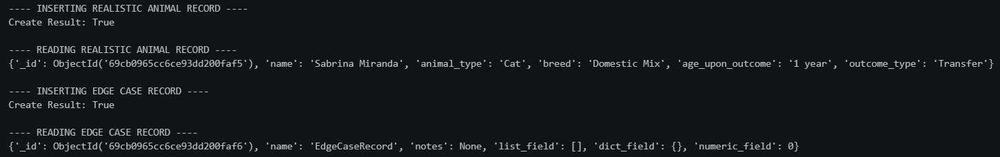 ---- INSERTING REALISTIC ANIMAL RECORD ----
Create Result: True
---- READING REALISTIC ANIMAL RECORD ----
{'_id': ObjectId('69cb0965cc6ce93dd200faf5'), 'name': 'Sabrina Miranda', 'animal_type': 'Cat', 'breed': 'Domestic Mix', 'age_upon_outcome': '1 year', 'outcome_type': 'Transfer'}
---- INSERTING EDGE CASE RECORD ----
Create Result: True
---- READING EDGE CASE RECORD ----
{'_id': ObjectId('69cb0965cc6ce93dd200faf6'), 'name': 'EdgeCaseRecord', 'notes': None, 'list_field': [], 'dict_field': {}, 'numeric_field': 0}